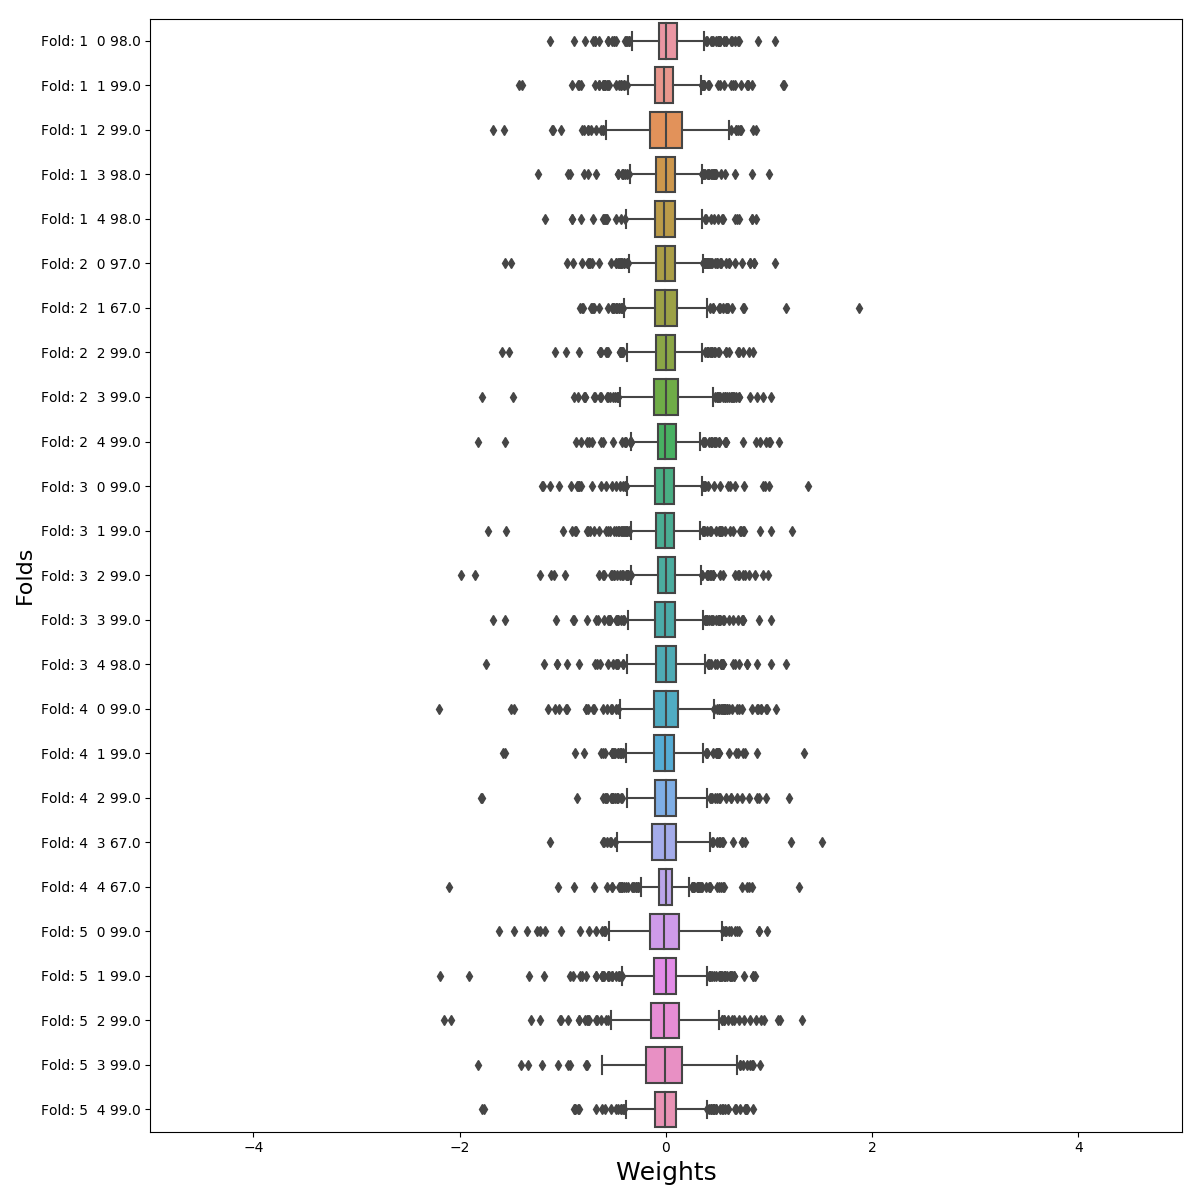 Fold: 1  0 98.0
Fold: 1  1 99.0
Fold: 1  2 99.0
Fold: 1  3 98.0
Fold: 1  4 98.0
Fold: 2  0 97.0
Fold: 2  1 67.0
Fold: 2  2 99.0
Fold: 2  3 99.0
Fold: 2  4 99.0
Fold: 3  0 99.0
Fold: 3  1 99.0
Fold: 3  2 99.0
Fold: 3  3 99.0
Fold: 3  4 98.0
Fold: 4  0 99.0
Fold: 4  1 99.0
Fold: 4  2 99.0
Fold: 4  3 67.0
Fold: 4  4 67.0
Fold: 5  0 99.0
Fold: 5  1 99.0
Fold: 5  2 99.0
Fold: 5  3 99.0
Fold: 5  4 99.0
Folds
−4 −2 0 2 4
Weights